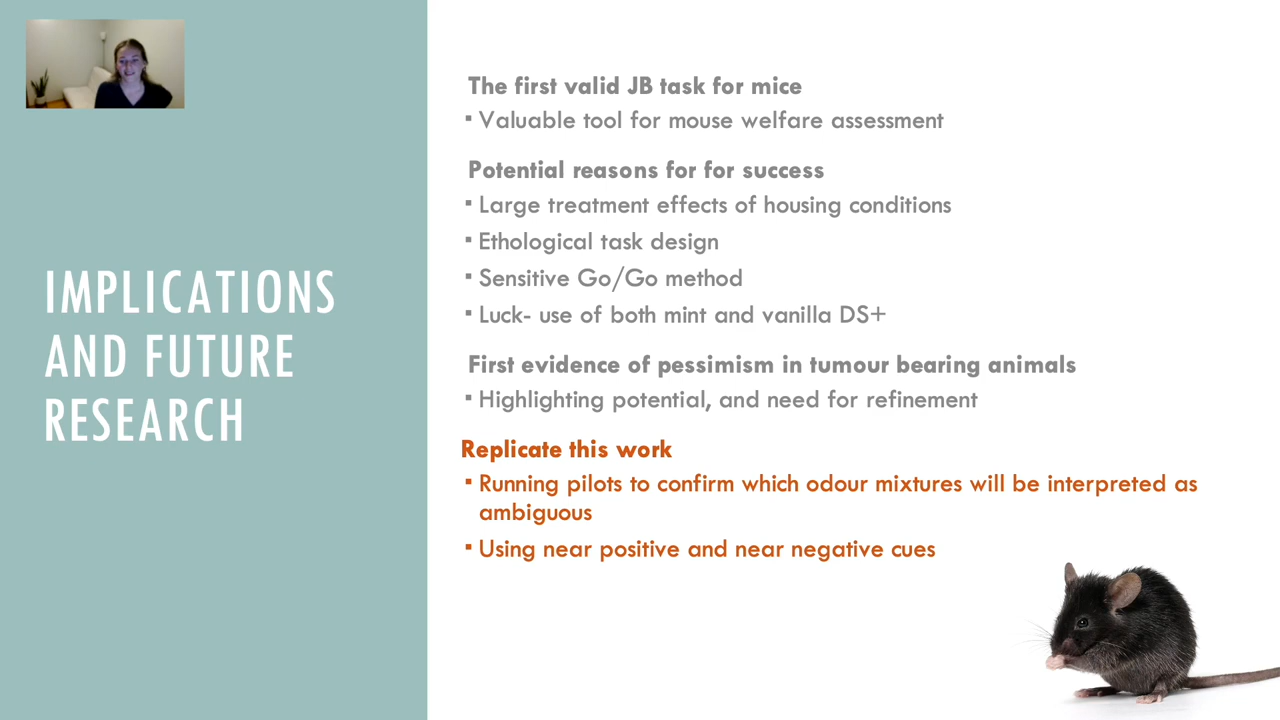 IMPLICATIONS
AND FUTURE
RESEARCH
The first valid JB task for mice
▪ Valuable tool for mouse welfare assessment
Potential reasons for for success
▪ Large treatment effects of housing conditions
▪ Ethological task design
▪ Sensitive Go/Go method
▪ Luck- use of both mint and vanilla DS+
First evidence of pessimism in tumour bearing animals
▪ Highlighting potential, and need for refinement
Replicate this work
▪ Running pilots to confirm which odour mixtures will be interpreted as
ambiguous
▪ Using near positive and near negative cues